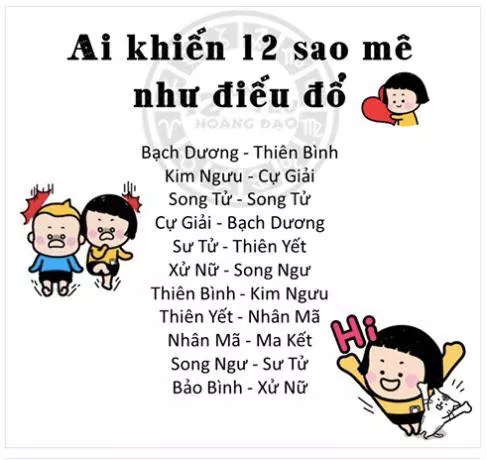 Ai khiến 12 sao mê
như điếu đổ
12
HOÀNG ĐẠO
Bạch Dương - Thiên Bình
Kim Ngưu - Cự Giải
Song Tử - Song Tử
Cự Giải - Bạch Dương
Sư Tử - Thiên Yết
Xử Nữ - Song Ngư
Thiên Bình - Kim Ngưu
Thiên Yết - Nhân Mã
Nhân Mã - Ma Kết
Song Ngư - Sư Tử
Bảo Bình - Xử Nữ
Hi